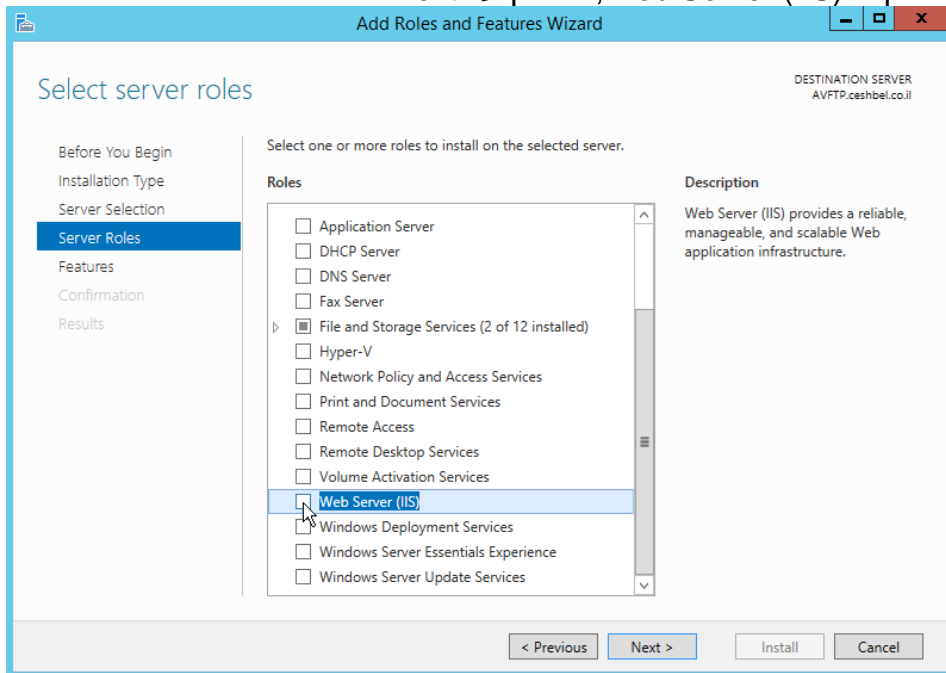 Add Roles and Features Wizard
Select server roles
DESTINATION SERVER
AVFTP.ceshbel.co.il
Before You Begin
Installation Type
Server Selection
Server Roles
Features
Confirmation
Results
Select one or more roles to install on the selected server.
Roles
Application Server
DHCP Server
DNS Server
Fax Server
File and Storage Services (2 of 12 installed)
Hyper-V
Network Policy and Access Services
Print and Document Services
Remote Access
Remote Desktop Services
Volume Activation Services
Web Server (IIS)
Windows Deployment Services
Windows Server Essentials Experience
Windows Server Update Services
Description
Web Server (IIS) provides a reliable,
manageable, and scalable Web
application infrastructure.
< Previous
Next >
Install
Cancel